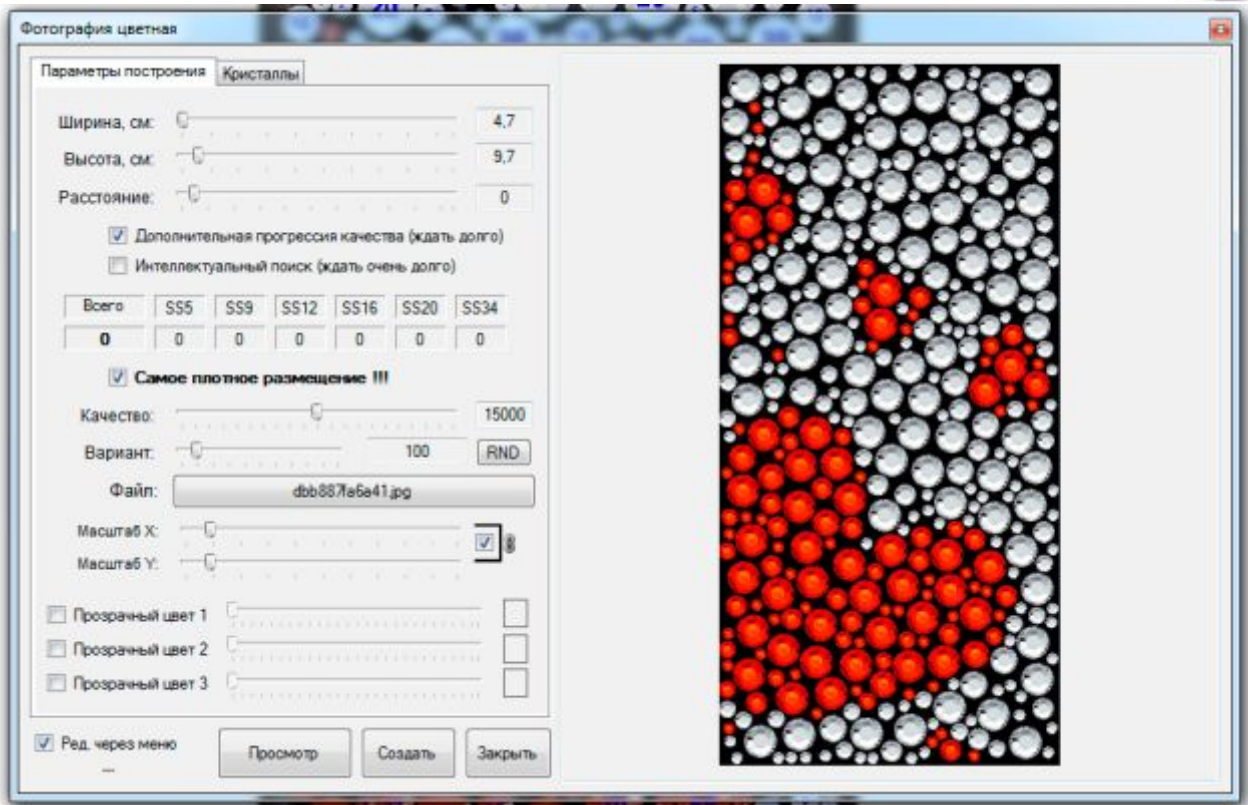 Фотография цветная
Параметры построения Кристаллы
Ширина, см: 4,7
Высота, см: 9,7
Расстояние: 0
Дополнительная прогрессия качества (ждать долго)
Интеллектуальный поиск (ждать очень долго)
Всего SS5 SS9 SS12 SS16 SS20 SS34
0 0 0 0 0 0 0
Самое плотное размещение !!!
Качество: 15000
Вариант: 100 RND
Файл: dbb887fa6a41.jpg
Масштаб X:
Масштаб Y:
Прозрачный цвет 1
Прозрачный цвет 2
Прозрачный цвет 3
Ред. через меню
---
Просмотр Создать Закрыть